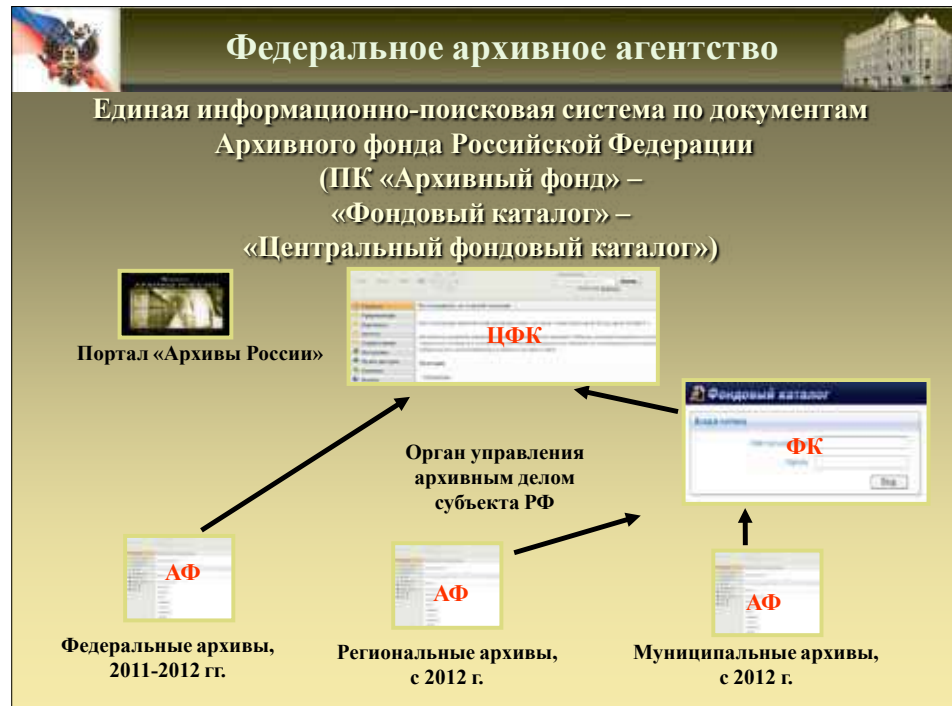 Федеральное архивное агентство
Единая информационно-поисковая система по документам
Архивного фонда Российской Федерации
(ПК «Архивный фонд» –
«Фондовый каталог» –
«Центральный фондовый каталог»)
Портал «Архивы России»
ЦФК
Фондовый каталог
ФК
Вход
Орган управления
архивным делом
субъекта РФ
АФ
АФ
АФ
Федеральные архивы,
2011-2012 гг.
Региональные архивы,
с 2012 г.
Муниципальные архивы,
с 2012 г.